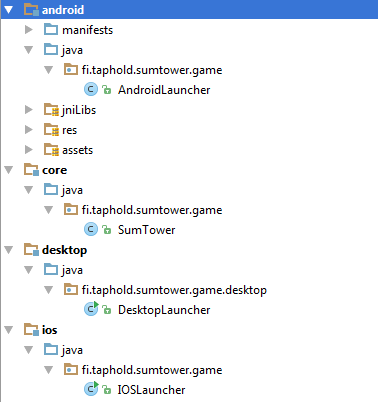 android
manifests
java
fi.taphold.sumtower.game
AndroidLauncher
jniLibs
res
assets
core
java
fi.taphold.sumtower.game
SumTower
desktop
java
fi.taphold.sumtower.game.desktop
DesktopLauncher
ios
java
fi.taphold.sumtower.game
IOSLauncher